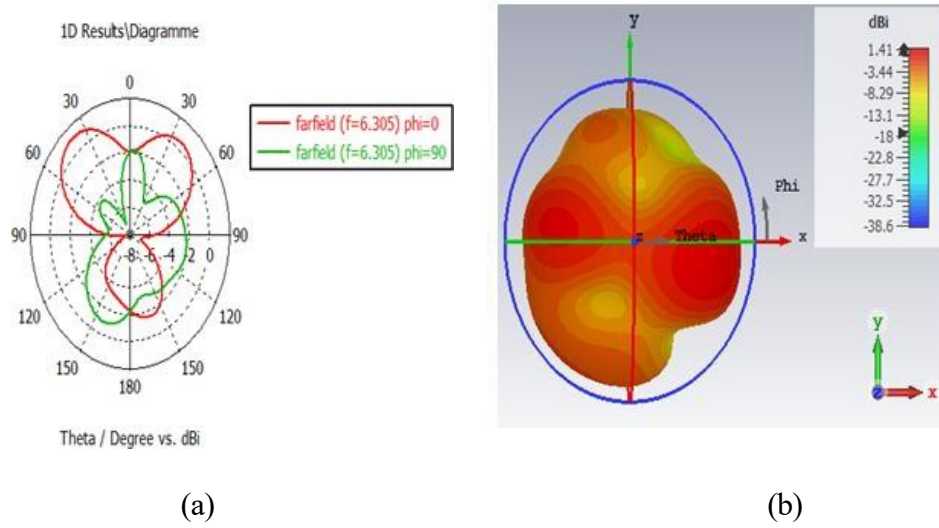 1D Results\Diagramme
0
30 30
60 60
90 90
-8 -6 -4 -2 0
120 120
150 150
180
Theta / Degree vs. dBi
farfield (f=6.305) phi=0
farfield (f=6.305) phi=90
(a)
y
Phi
z Theta x
dBi
1.41
-3.44
-8.29
-13.1
-18
-22.8
-27.7
-32.5
-38.6
y
z x
(b)